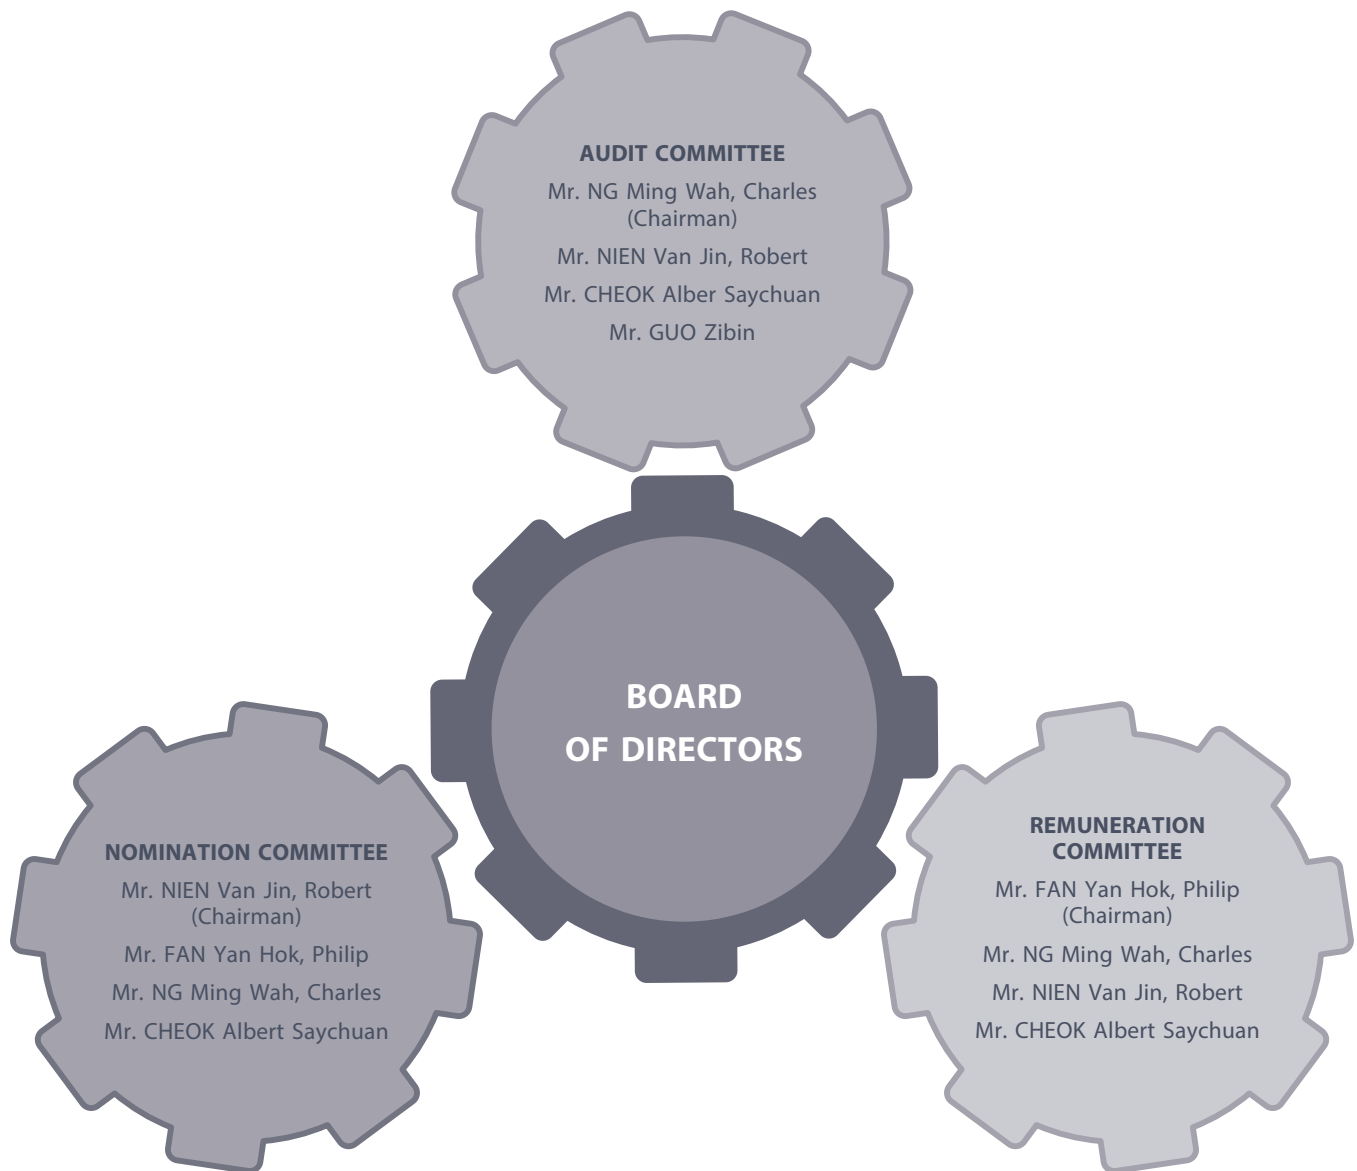 AUDIT COMMITTEE
Mr. NG Ming Wah, Charles
(Chairman)
Mr. NIEN Van Jin, Robert
Mr. CHEOK Alber Saychuan
Mr. GUO Zibin
BOARD
OF DIRECTORS
NOMINATION COMMITTEE
Mr. NIEN Van Jin, Robert
(Chairman)
Mr. FAN Yan Hok, Philip
Mr. NG Ming Wah, Charles
Mr. CHEOK Albert Saychuan
REMUNERATION
COMMITTEE
Mr. FAN Yan Hok, Philip
(Chairman)
Mr. NG Ming Wah, Charles
Mr. NIEN Van Jin, Robert
Mr. CHEOK Albert Saychuan